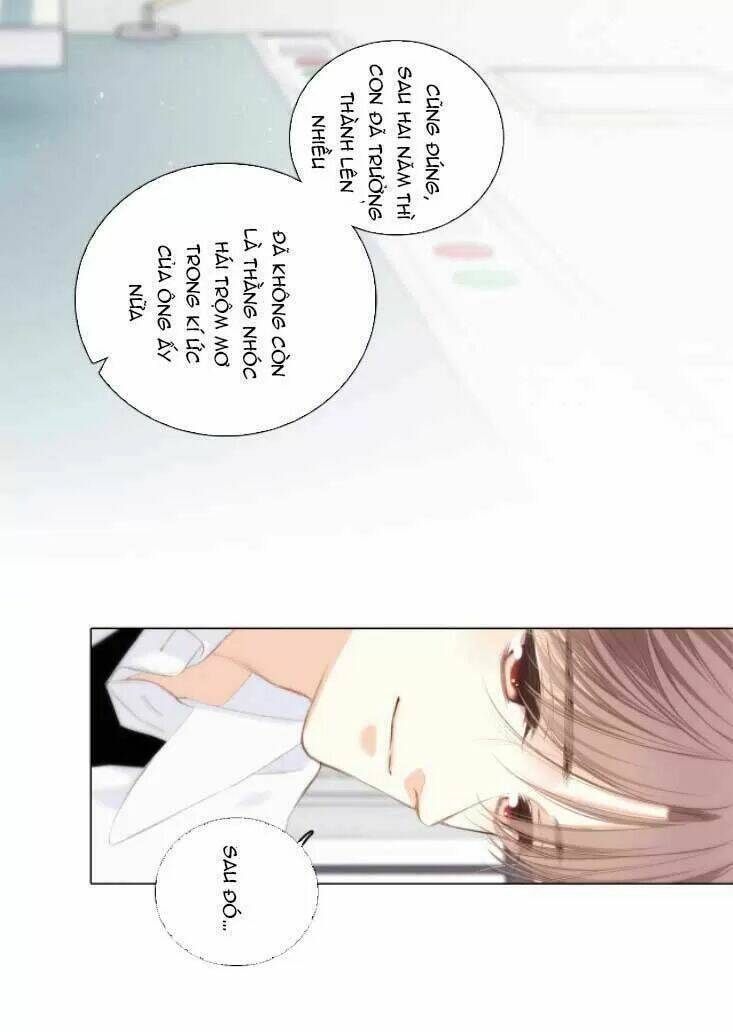 CŨNG ĐÚNG,
SAU HAI NĂM THÌ
CON ĐÃ TRƯỞNG
THÀNH LÊN
NHIỀU
ĐÃ KHÔNG CÒN
LÀ THẰNG NHÓC
HÁI TRỘM MƠ
TRONG KÍ ỨC
CỦA ÔNG ẤY
NỮA
SAU ĐÓ...